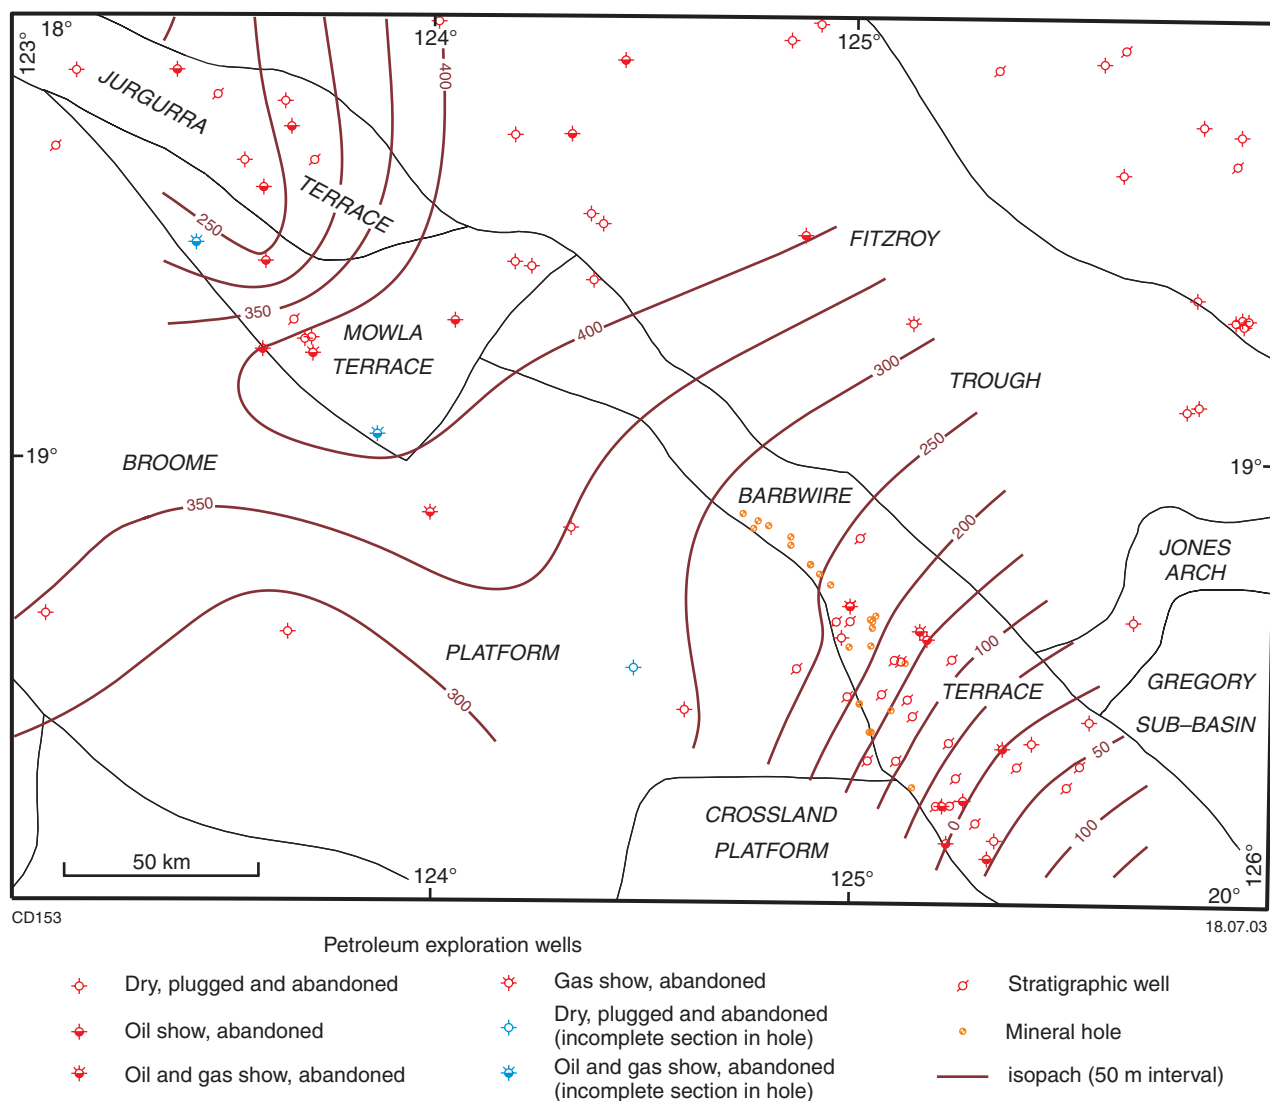 18°
123°
124°
125°
JURGURRA
TERRACE
400
250
350
MOWLA
TERRACE
FITZROY
TROUGH
400
300
250
200
19°
19°
BROOME
PLATFORM
350
300
BARBWIRE
TERRACE
100
JONES
ARCH
GREGORY
SUB–BASIN
50
0
100
CROSSLAND
PLATFORM
50 km
124°
125°
20°
126°
CD153
18.07.03
Petroleum exploration wells
Dry, plugged and abandoned
Oil show, abandoned
Oil and gas show, abandoned
Gas show, abandoned
Dry, plugged and abandoned
(incomplete section in hole)
Oil and gas show, abandoned
(incomplete section in hole)
Stratigraphic well
Mineral hole
isopach (50 m interval)